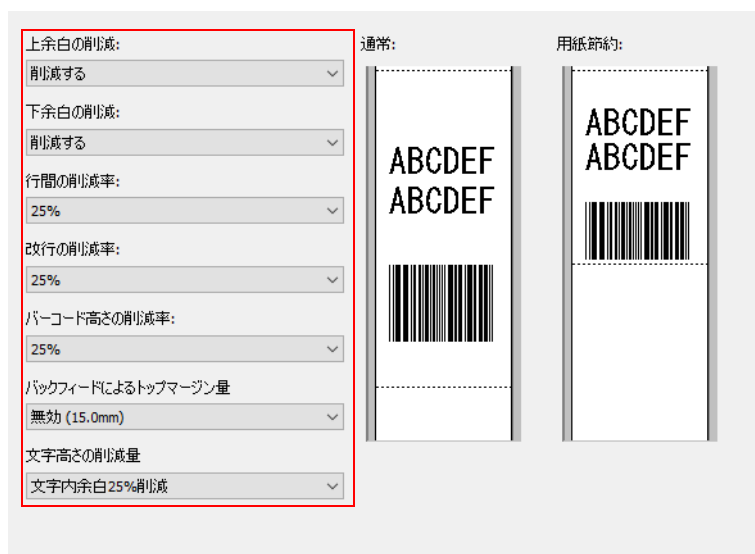 上余白の削減:
削減する
下余白の削減:
削減する
行間の削減率:
25%
改行の削減率:
25%
バーコード高さの削減率:
25%
バックフィードによるトップマージン量
無効 (15.0mm)
文字高さの削減量
文字内余白25%削減
通常:
ABCDEF
ABCDEF
用紙節約:
ABCDEF
ABCDEF